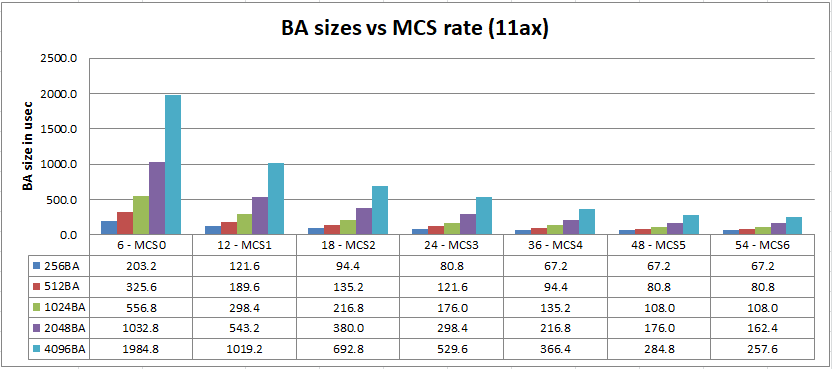 BA sizes vs MCS rate (11ax)
2500.0
2000.0
1500.0
1000.0
500.0
0.0
BA size in usec
6 - MCS0 12 - MCS1 18 - MCS2 24 - MCS3 36 - MCS4 48 - MCS5 54 - MCS6
256BA 203.2 121.6 94.4 80.8 67.2 67.2 67.2
512BA 325.6 189.6 135.2 121.6 94.4 80.8 80.8
1024BA 556.8 298.4 216.8 176.0 135.2 108.0 108.0
2048BA 1032.8 543.2 380.0 298.4 216.8 176.0 162.4
4096BA 1984.8 1019.2 692.8 529.6 366.4 284.8 257.6